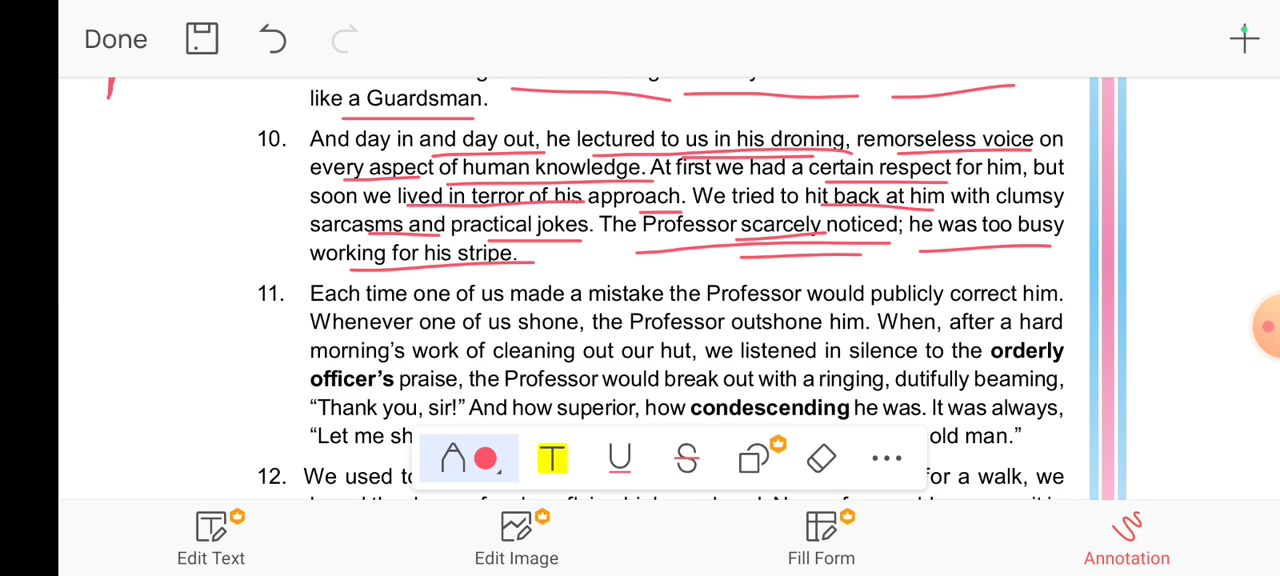 Done
like a Guardsman.
10. And day in and day out, he lectured to us in his droning, remorseless voice on
every aspect of human knowledge. At first we had a certain respect for him, but
soon we lived in terror of his approach. We tried to hit back at him with clumsy
sarcasms and practical jokes. The Professor scarcely noticed; he was too busy
working for his stripe.
11. Each time one of us made a mistake the Professor would publicly correct him.
Whenever one of us shone, the Professor outshone him. When, after a hard
morning's work of cleaning out our hut, we listened in silence to the orderly
officer's praise, the Professor would break out with a ringing, dutifully beaming,
“Thank you, sir!” And how superior, how condescending he was. It was always,
“Let me sh old man.”
12. We used for a walk, we
T U S
Edit Text Edit Image Fill Form Annotation